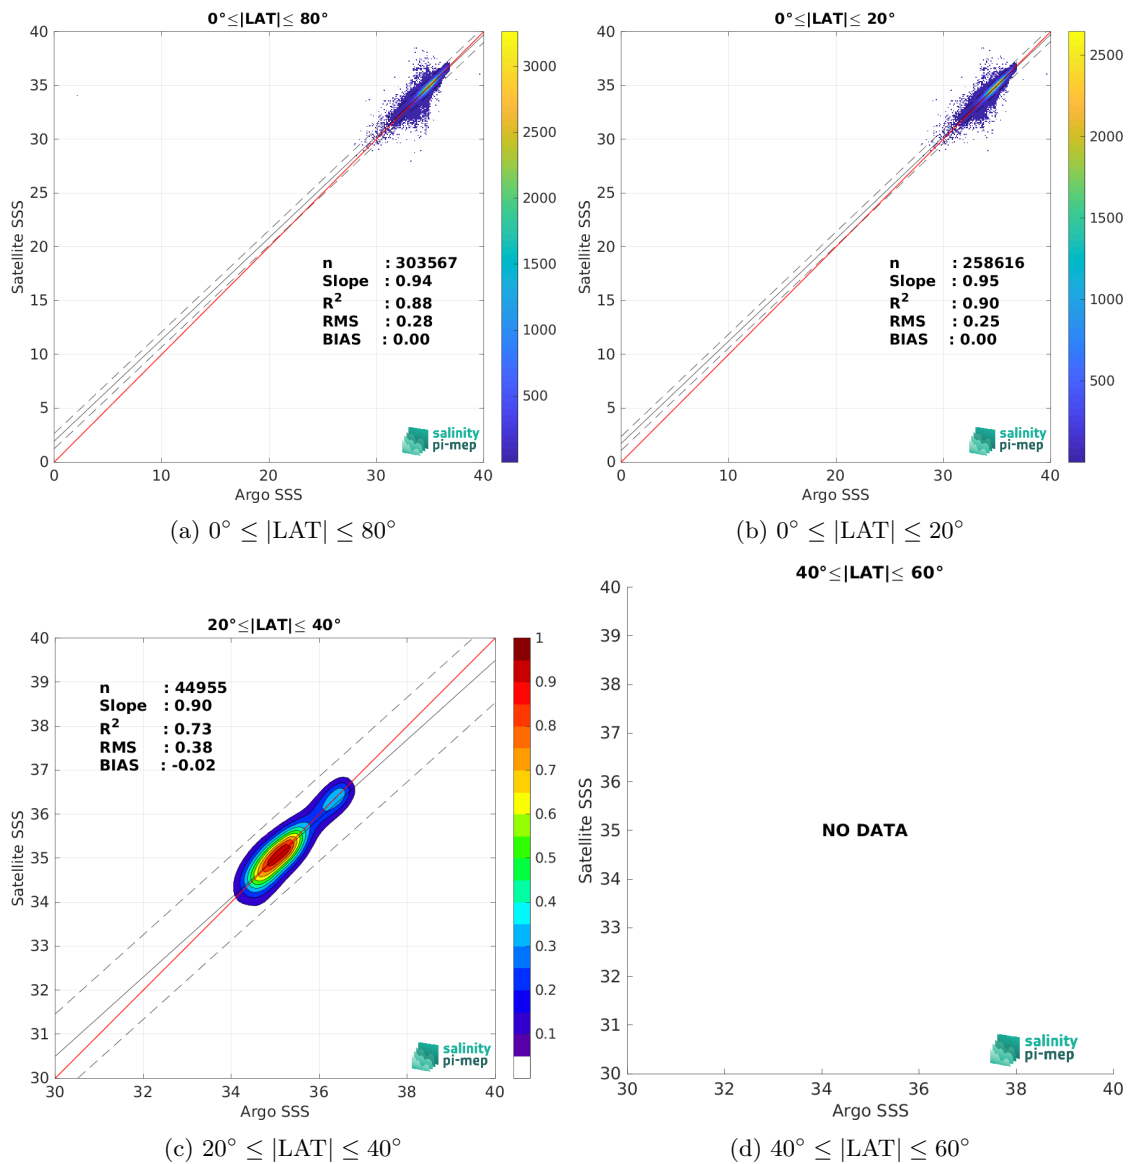 0°≤|LAT|≤ 80°
40
35
30
25
20
15
10
5
0
Satellite SSS
n : 303567
Slope : 0.94
R² : 0.88
RMS : 0.28
BIAS : 0.00
salinity
pi-mep
0 10 20 30 40
Argo SSS
3000
2500
2000
1500
1000
500
(a) 0° ≤ |LAT| ≤ 80°
0°≤|LAT|≤ 20°
40
35
30
25
20
15
10
5
0
Satellite SSS
n : 258616
Slope : 0.95
R² : 0.90
RMS : 0.25
BIAS : 0.00
salinity
pi-mep
0 10 20 30 40
Argo SSS
2500
2000
1500
1000
500
(b) 0° ≤ |LAT| ≤ 20°
20°≤|LAT|≤ 40°
40
39
38
37
36
35
34
33
32
31
30
Satellite SSS
n : 44955
Slope : 0.90
R² : 0.73
RMS : 0.38
BIAS : -0.02
salinity
pi-mep
30 32 34 36 38 40
Argo SSS
1
0.9
0.8
0.7
0.6
0.5
0.4
0.3
0.2
0.1
(c) 20° ≤ |LAT| ≤ 40°
40°≤|LAT|≤ 60°
40
39
38
37
36
35
34
33
32
31
30
Satellite SSS
NO DATA
salinity
pi-mep
30 32 34 36 38 40
Argo SSS
(d) 40° ≤ |LAT| ≤ 60°